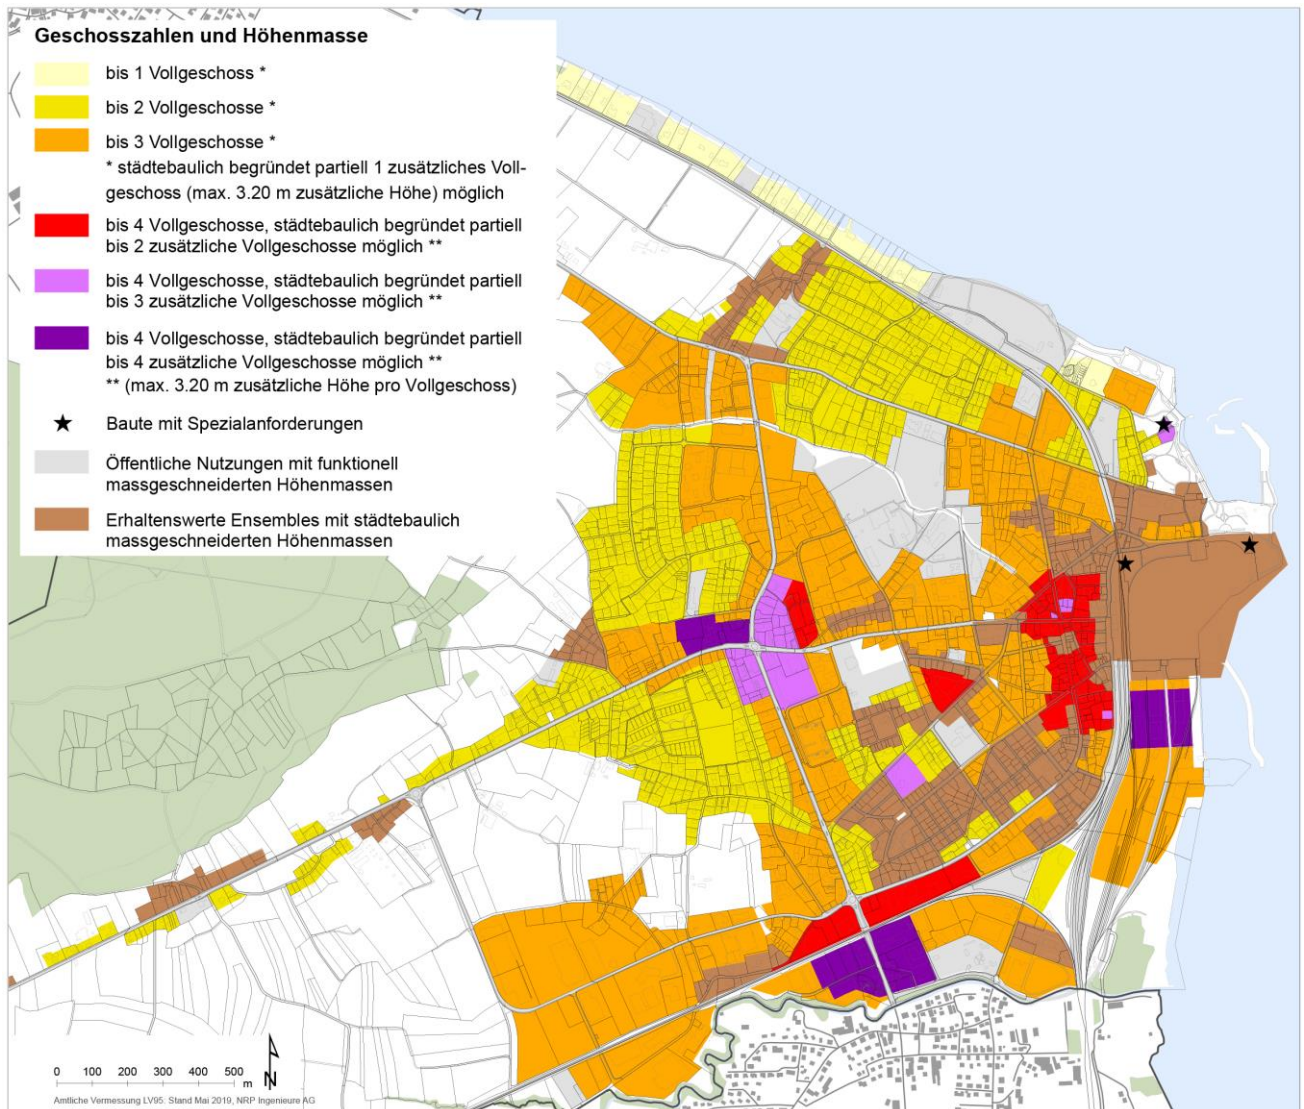 Geschosszahlen und Höhenmasse
bis 1 Vollgeschoss *
bis 2 Vollgeschosse *
bis 3 Vollgeschosse *
* städtebaulich begründet partiell 1 zusätzliches Voll-
geschoss (max. 3.20 m zusätzliche Höhe) möglich
bis 4 Vollgeschosse, städtebaulich begründet partiell
bis 2 zusätzliche Vollgeschosse möglich **
bis 4 Vollgeschosse, städtebaulich begründet partiell
bis 3 zusätzliche Vollgeschosse möglich **
bis 4 Vollgeschosse, städtebaulich begründet partiell
bis 4 zusätzliche Vollgeschosse möglich **
** (max. 3.20 m zusätzliche Höhe pro Vollgeschoss)
Baute mit Spezialanforderungen
Öffentliche Nutzungen mit funktionell
massgeschneiderten Höhenmassen
Erhaltenswerte Ensembles mit städtebaulich
massgeschneiderten Höhenmassen
0 100 200 300 400 500 m
N
Amtliche Vermessung LV95: Stand Mai 2019, NRP Ingenieure AG